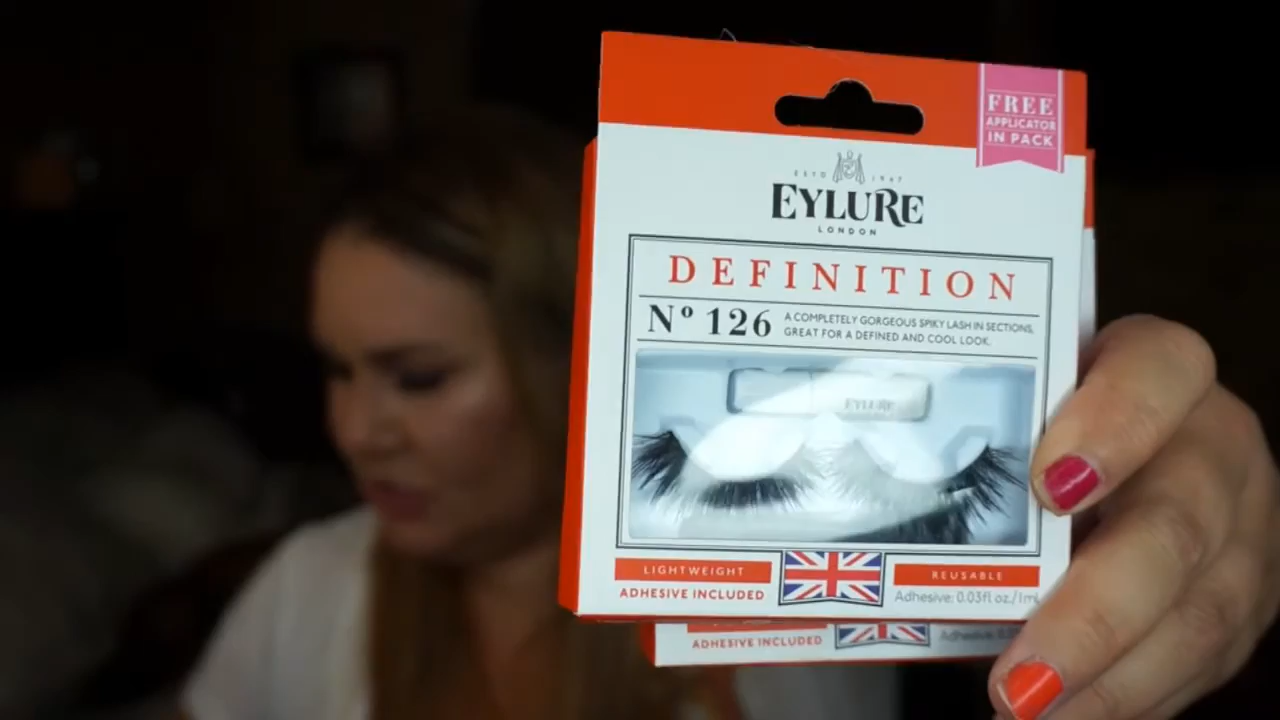 FREE
APPLICATOR
IN PACK
ESTD 1947
EYLURE
LONDON
DEFINITION
Nº 126
A COMPLETELY GORGEOUS SPIKY LASH IN SECTIONS,
GREAT FOR A DEFINED AND COOL LOOK.
EYLURE
LIGHTWEIGHT
REUSABLE
ADHESIVE INCLUDED
Adhesive: 0.03fl oz./1ml
ADHESIVE INCLUDED
Adhesive: